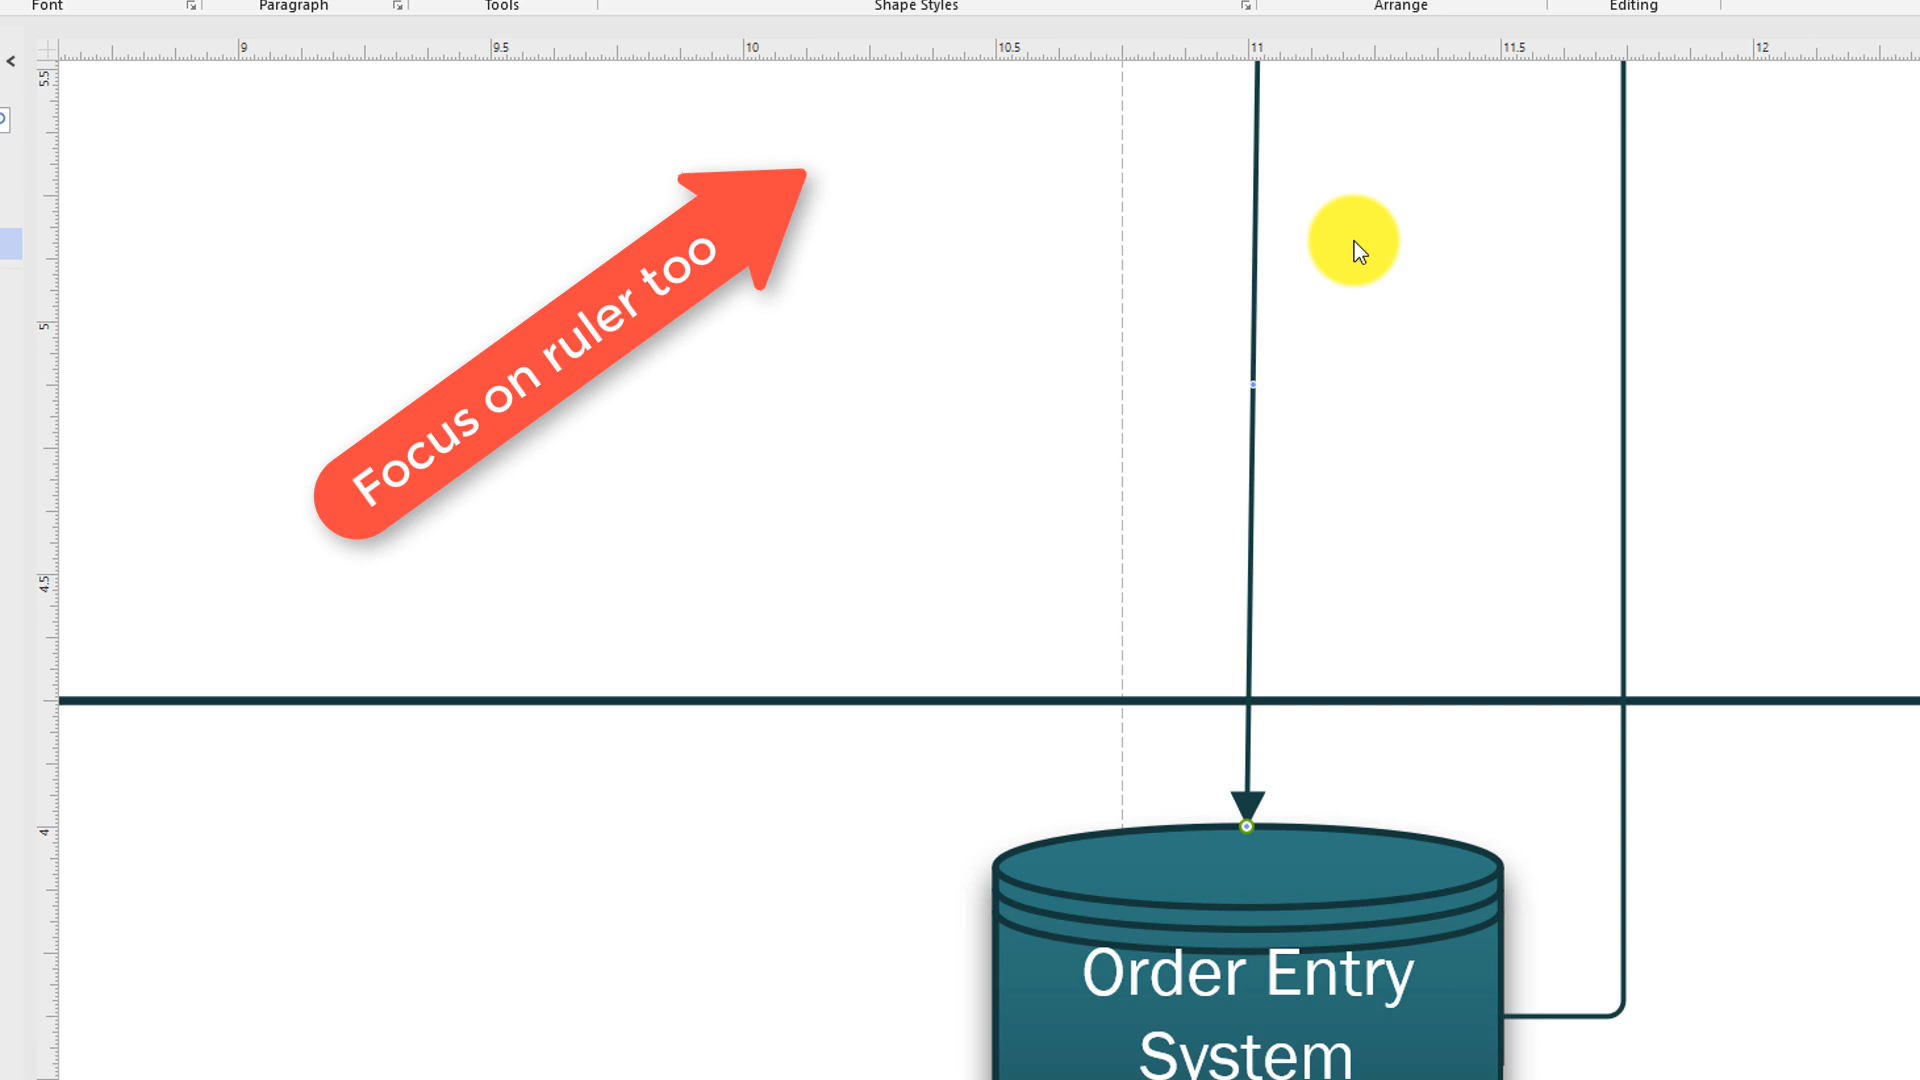 Font Paragraph Tools Shape Styles Arrange Editing
9 9.5 10 10.5 11 11.5 12
5.5
5
4.5
4
Focus on ruler too
Order Entry
System